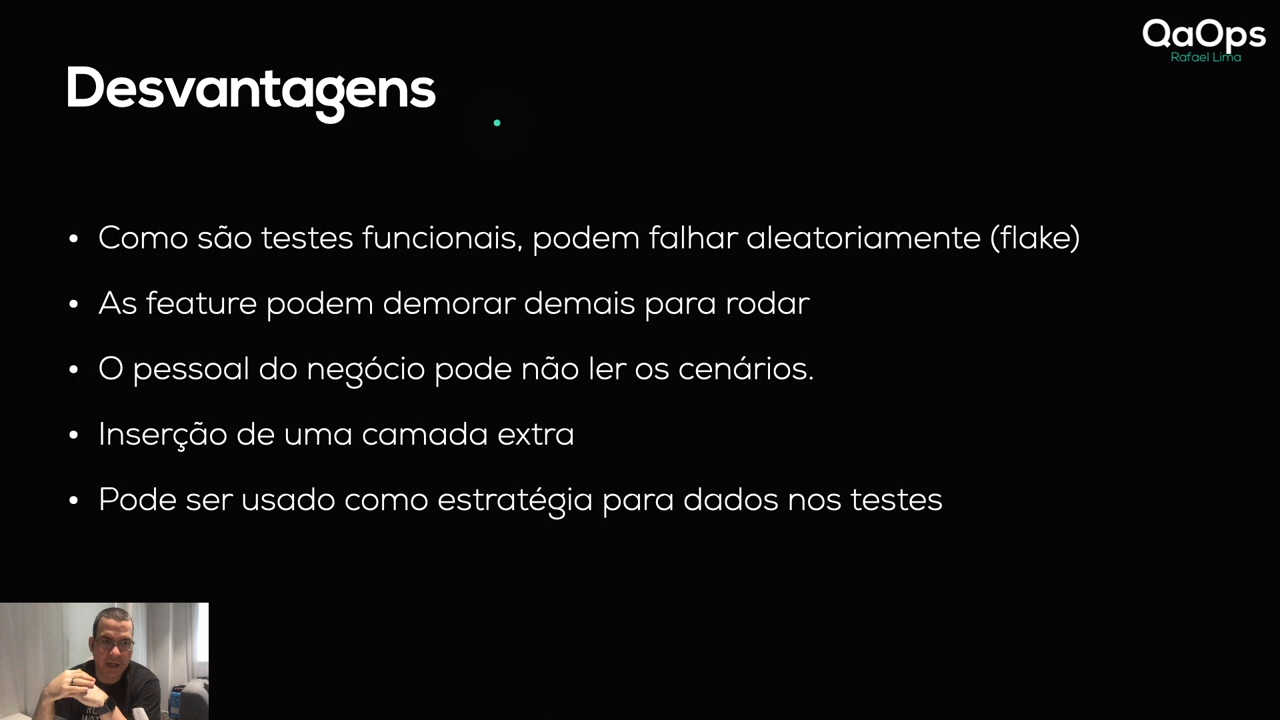 QaOps
Rafael Lima
Desvantagens
• Como são testes funcionais, podem falhar aleatoriamente (flake)
• As feature podem demorar demais para rodar
• O pessoal do negócio pode não ler os cenários.
• Inserção de uma camada extra
• Pode ser usado como estratégia para dados nos testes